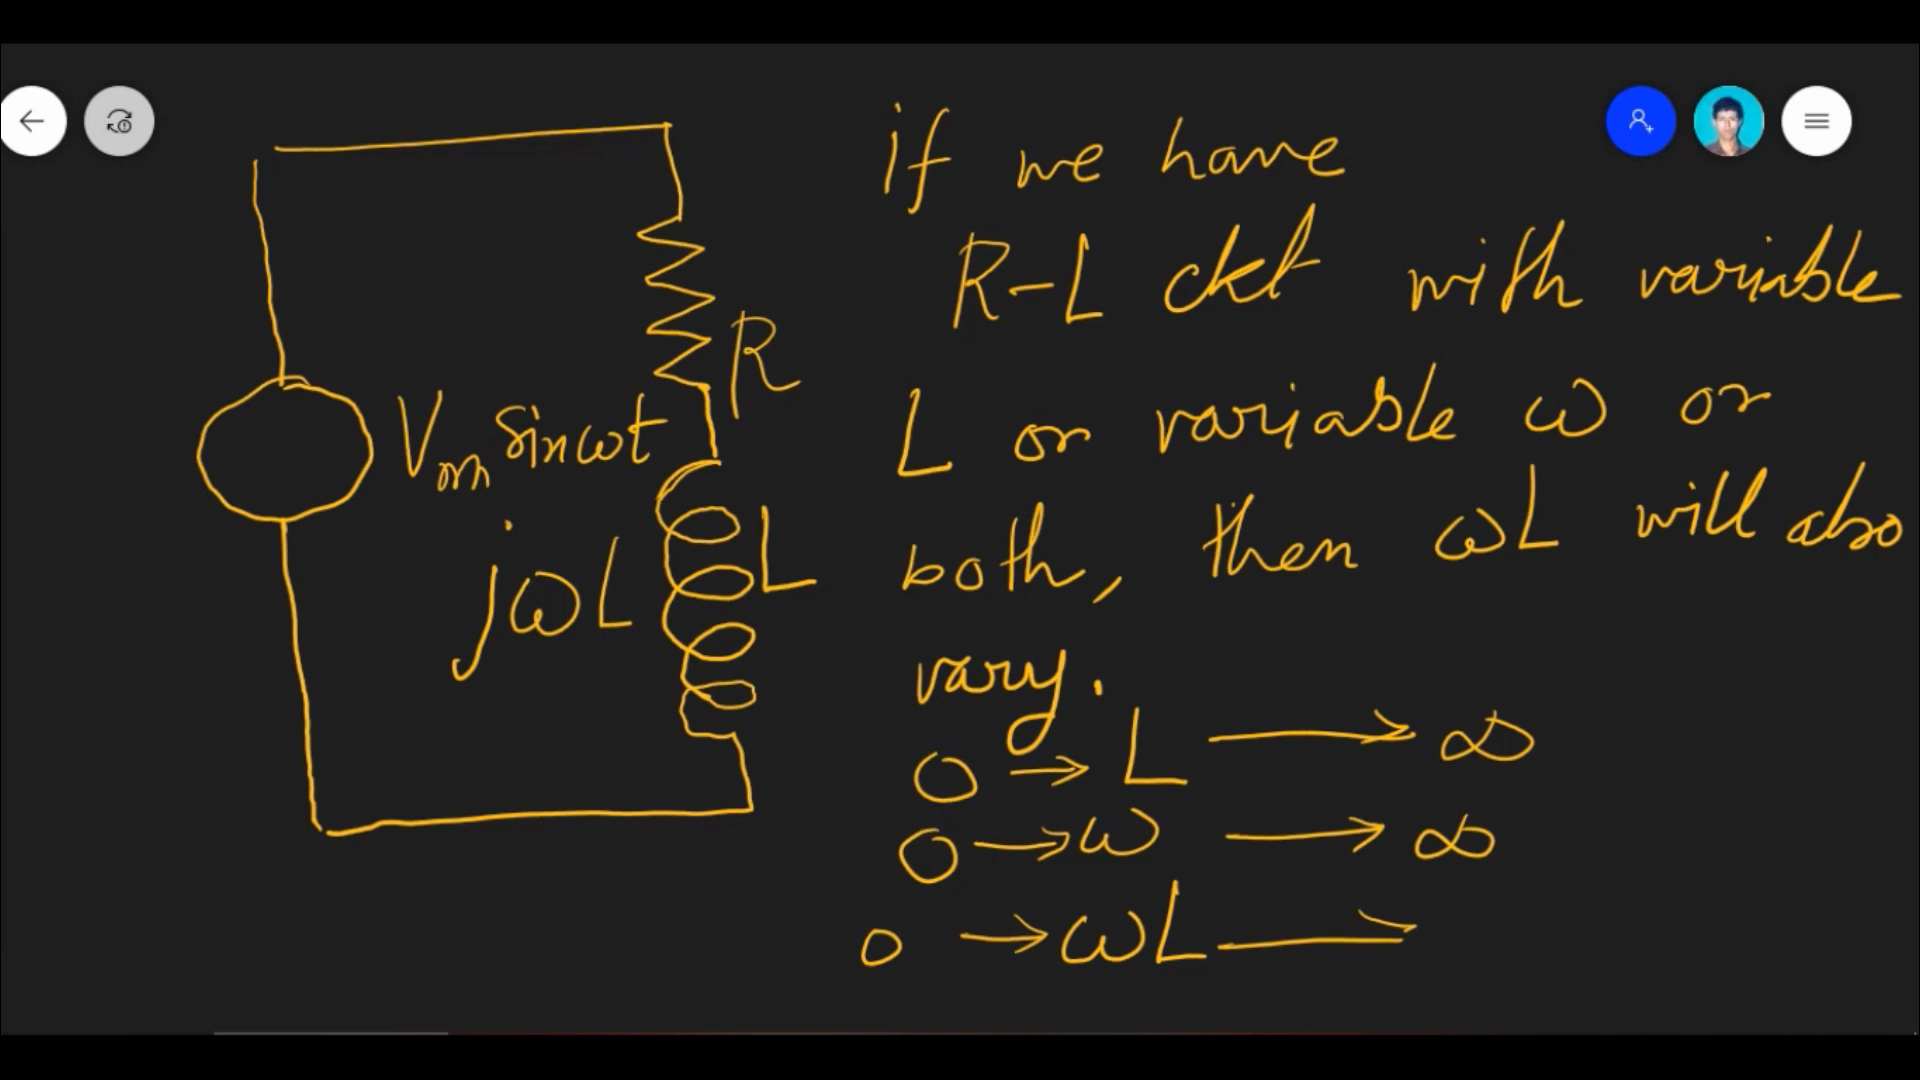 if we have
R-L ckt with variable
L or variable ω or
both, then ωL will also
vary.
0 → L → ∞
0 → ω → ∞
0 → ωL →
R
Vm sinωt
L
jωL